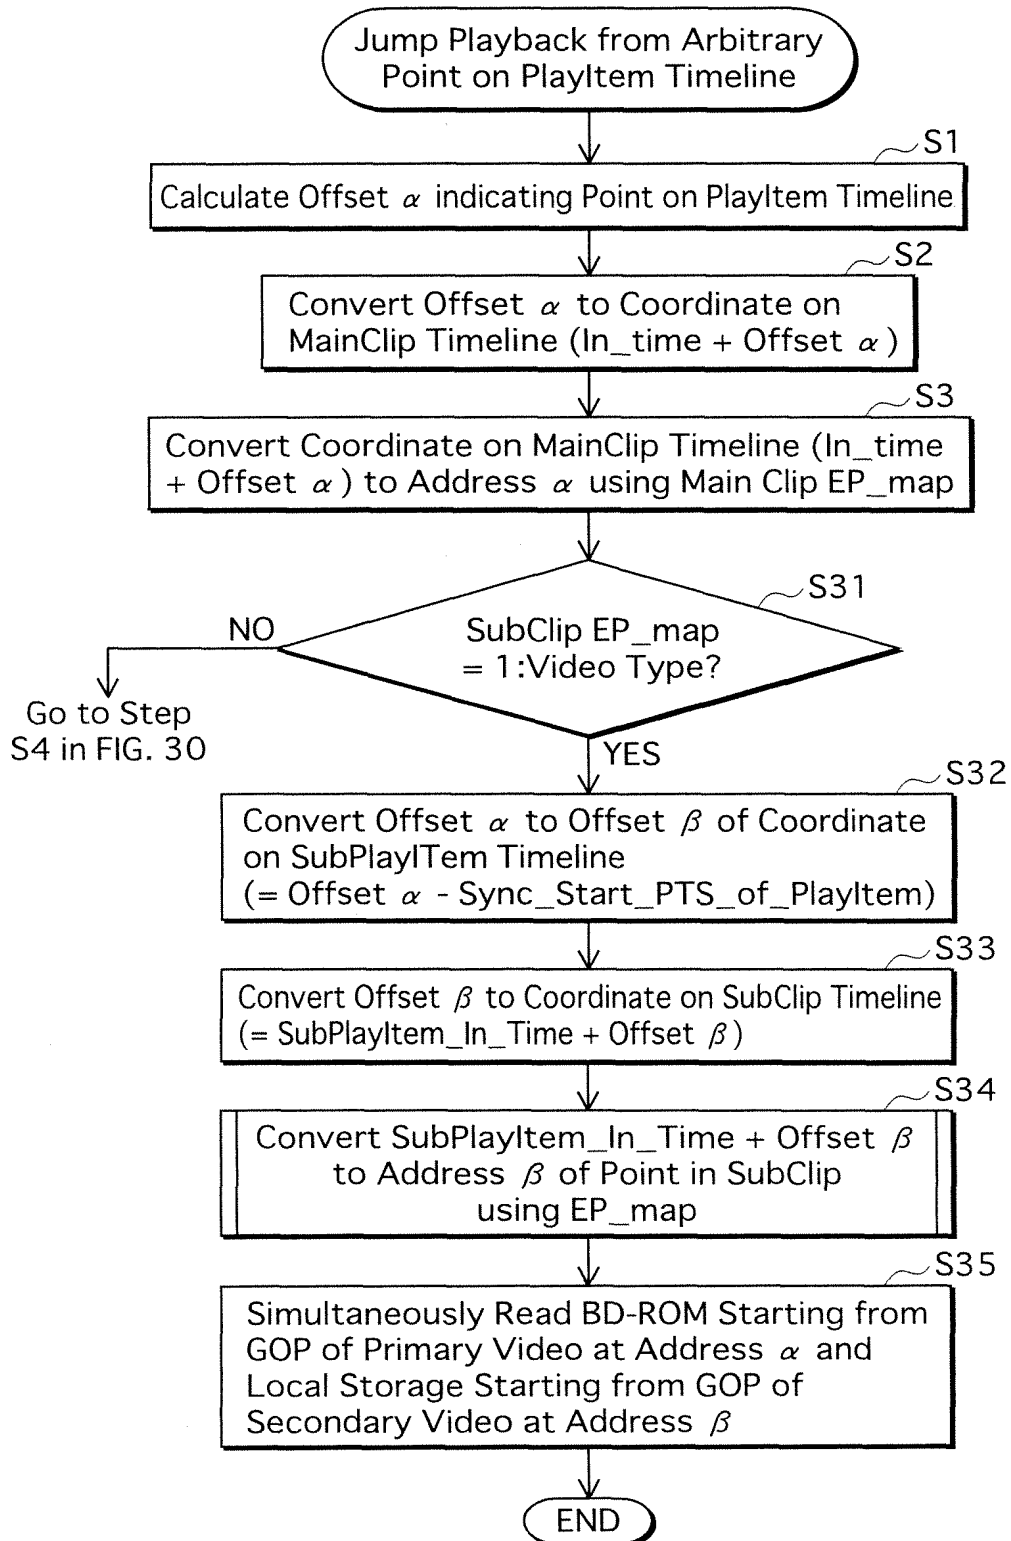 Jump Playback from Arbitrary
Point on PlayItem Timeline
S1
Calculate Offset α indicating Point on PlayItem Timeline
S2
Convert Offset α to Coordinate on
MainClip Timeline (In_time + Offset α)
S3
Convert Coordinate on MainClip Timeline (In_time
+ Offset α) to Address α using Main Clip EP_map
S31
SubClip EP_map
= 1:Video Type?
NO
Go to Step
S4 in FIG. 30
YES
S32
Convert Offset α to Offset β of Coordinate
on SubPlayITem Timeline
(= Offset α - Sync_Start_PTS_of_PlayItem)
S33
Convert Offset β to Coordinate on SubClip Timeline
(= SubPlayItem_In_Time + Offset β)
S34
Convert SubPlayItem_In_Time + Offset β
to Address β of Point in SubClip
using EP_map
S35
Simultaneously Read BD-ROM Starting from
GOP of Primary Video at Address α and
Local Storage Starting from GOP of
Secondary Video at Address β
END